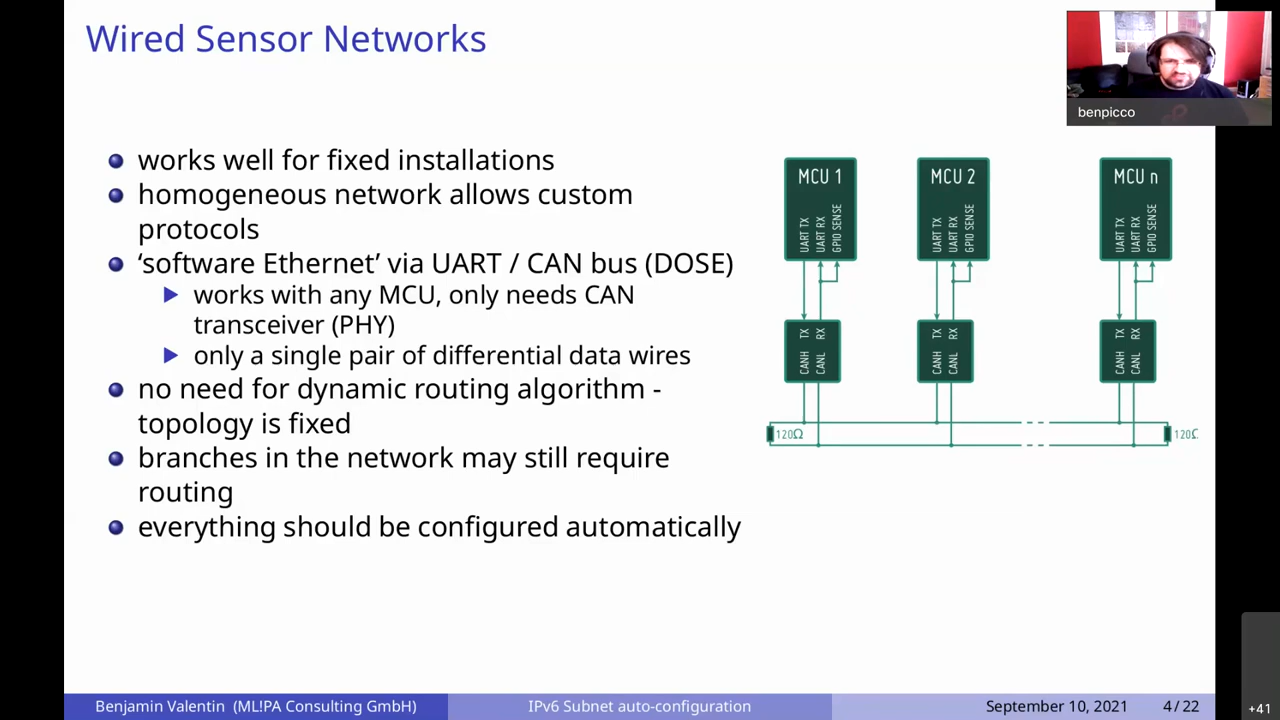 Wired Sensor Networks
benpicco
works well for fixed installations
homogeneous network allows custom
protocols
‘software Ethernet’ via UART / CAN bus (DOSE)
works with any MCU, only needs CAN
transceiver (PHY)
only a single pair of differential data wires
no need for dynamic routing algorithm -
topology is fixed
branches in the network may still require
routing
everything should be configured automatically
MCU 1
UART TX
UART RX
GPIO SENSE
MCU 2
UART TX
UART RX
GPIO SENSE
MCU n
UART TX
UART RX
GPIO SENSE
CANH TX
CANL RX
CANH TX
CANL RX
CANH TX
CANL RX
120Ω
120Ω
Benjamin Valentin (ML!PA Consulting GmbH)
IPv6 Subnet auto-configuration
September 10, 2021
4 / 22
+41